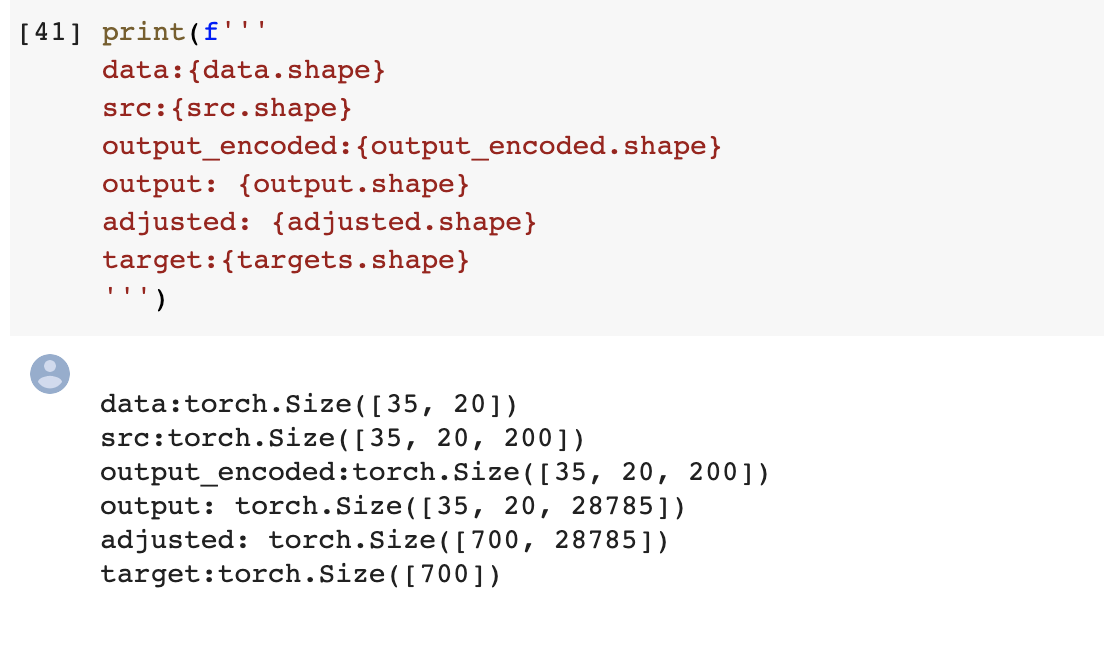 [41] print(f'''
data:{data.shape}
src:{src.shape}
output_encoded:{output_encoded.shape}
output: {output.shape}
adjusted: {adjusted.shape}
target:{targets.shape}
''')
data:torch.Size([35, 20])
src:torch.Size([35, 20, 200])
output_encoded:torch.Size([35, 20, 200])
output: torch.Size([35, 20, 28785])
adjusted: torch.Size([700, 28785])
target:torch.Size([700])